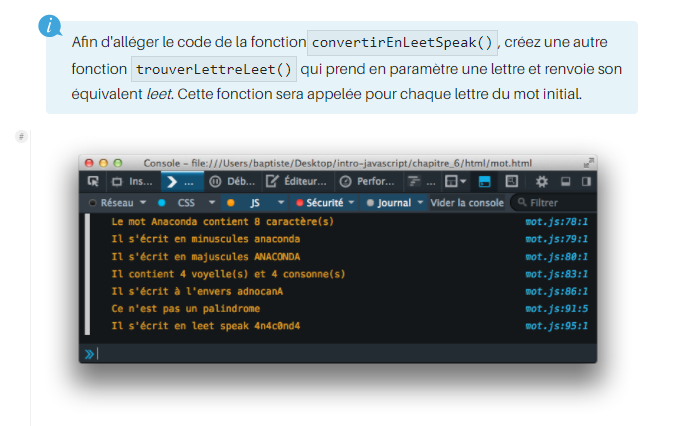 Afin d'alléger le code de la fonction convertirEnLeetSpeak() , créez une autre
fonction trouverLettreLeet() qui prend en paramètre une lettre et renvoie son
équivalent leet. Cette fonction sera appelée pour chaque lettre du mot initial.
#
Console – file:///Users/baptiste/Desktop/intro-javascript/chapitre_6/html/mot.html
Ins... ... Déb... Éditeur... Perfor... ...
Réseau CSS JS Sécurité Journal Vider la console Filtrer
Le mot Anaconda contient 8 caractère(s) mot.js:78:1
Il s'écrit en minuscules anaconda mot.js:79:1
Il s'écrit en majuscules ANACONDA mot.js:80:1
Il contient 4 voyelle(s) et 4 consonne(s) mot.js:83:1
Il s'écrit à l'envers adnocanA mot.js:86:1
Ce n'est pas un palindrome mot.js:91:5
Il s'écrit en leet speak 4n4c0nd4 mot.js:95:1